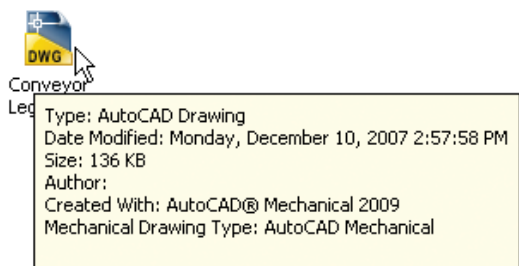 DWG
Conveyor
Leg
Type: AutoCAD Drawing
Date Modified: Monday, December 10, 2007 2:57:58 PM
Size: 136 KB
Author:
Created With: AutoCAD® Mechanical 2009
Mechanical Drawing Type: AutoCAD Mechanical